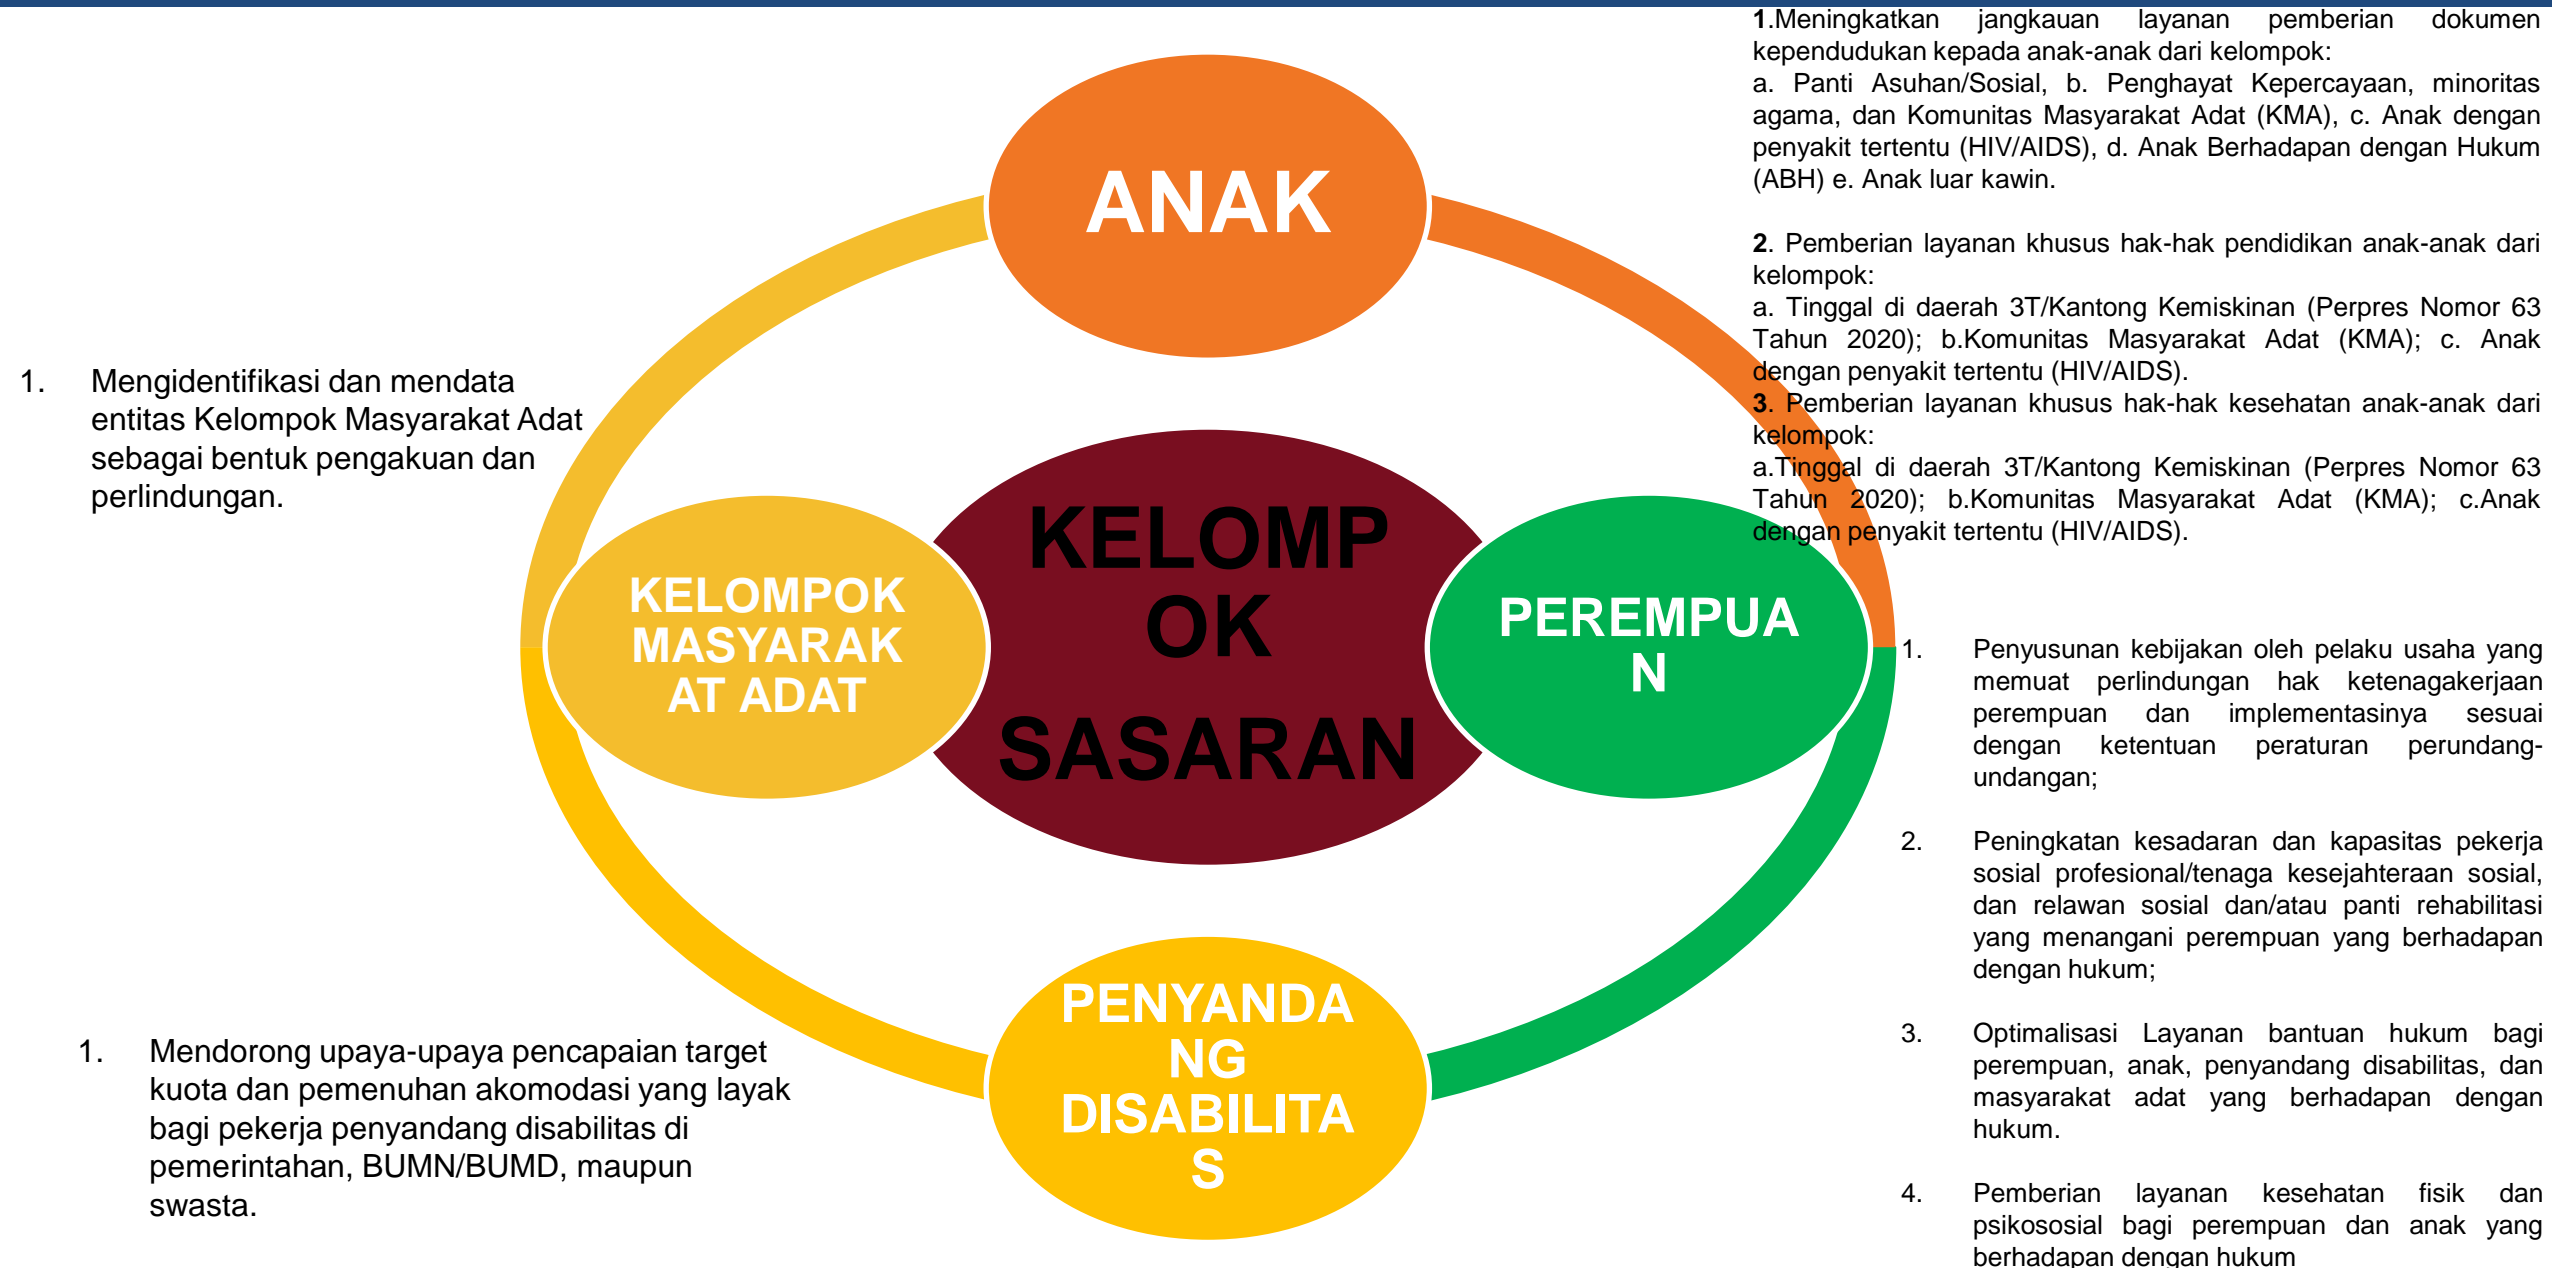 1.Meningkatkan jangkauan layanan pemberian dokumen
kependudukan kepada anak-anak dari kelompok:
a. Panti Asuhan/Sosial, b. Penghayat Kepercayaan, minoritas
agama, dan Komunitas Masyarakat Adat (KMA), c. Anak dengan
penyakit tertentu (HIV/AIDS), d. Anak Berhadapan dengan Hukum
(ABH) e. Anak luar kawin.
2. Pemberian layanan khusus hak-hak pendidikan anak-anak dari
kelompok:
a. Tinggal di daerah 3T/Kantong Kemiskinan (Perpres Nomor 63
Tahun 2020); b.Komunitas Masyarakat Adat (KMA); c. Anak
dengan penyakit tertentu (HIV/AIDS).
3. Pemberian layanan khusus hak-hak kesehatan anak-anak dari
kelompok:
a.Tinggal di daerah 3T/Kantong Kemiskinan (Perpres Nomor 63
Tahun 2020); b.Komunitas Masyarakat Adat (KMA); c.Anak
dengan penyakit tertentu (HIV/AIDS).
ANAK
1. Mengidentifikasi dan mendata
entitas Kelompok Masyarakat Adat
sebagai bentuk pengakuan dan
perlindungan.
KELOMPOK
MASYARAK
AT ADAT
KELOMP
OK
SASARAN
PEREMPUA
N
1. Penyusunan kebijakan oleh pelaku usaha yang
memuat perlindungan hak ketenagakerjaan
perempuan dan implementasinya sesuai
dengan ketentuan peraturan perundang-
undangan;
2. Peningkatan kesadaran dan kapasitas pekerja
sosial profesional/tenaga kesejahteraan sosial,
dan relawan sosial dan/atau panti rehabilitasi
yang menangani perempuan yang berhadapan
dengan hukum;
3. Optimalisasi Layanan bantuan hukum bagi
perempuan, anak, penyandang disabilitas, dan
masyarakat adat yang berhadapan dengan
hukum.
4. Pemberian layanan kesehatan fisik dan
psikososial bagi perempuan dan anak yang
berhadapan dengan hukum
PENYANDA
NG
DISABILITA
S
1. Mendorong upaya-upaya pencapaian target
kuota dan pemenuhan akomodasi yang layak
bagi pekerja penyandang disabilitas di
pemerintahan, BUMN/BUMD, maupun
swasta.